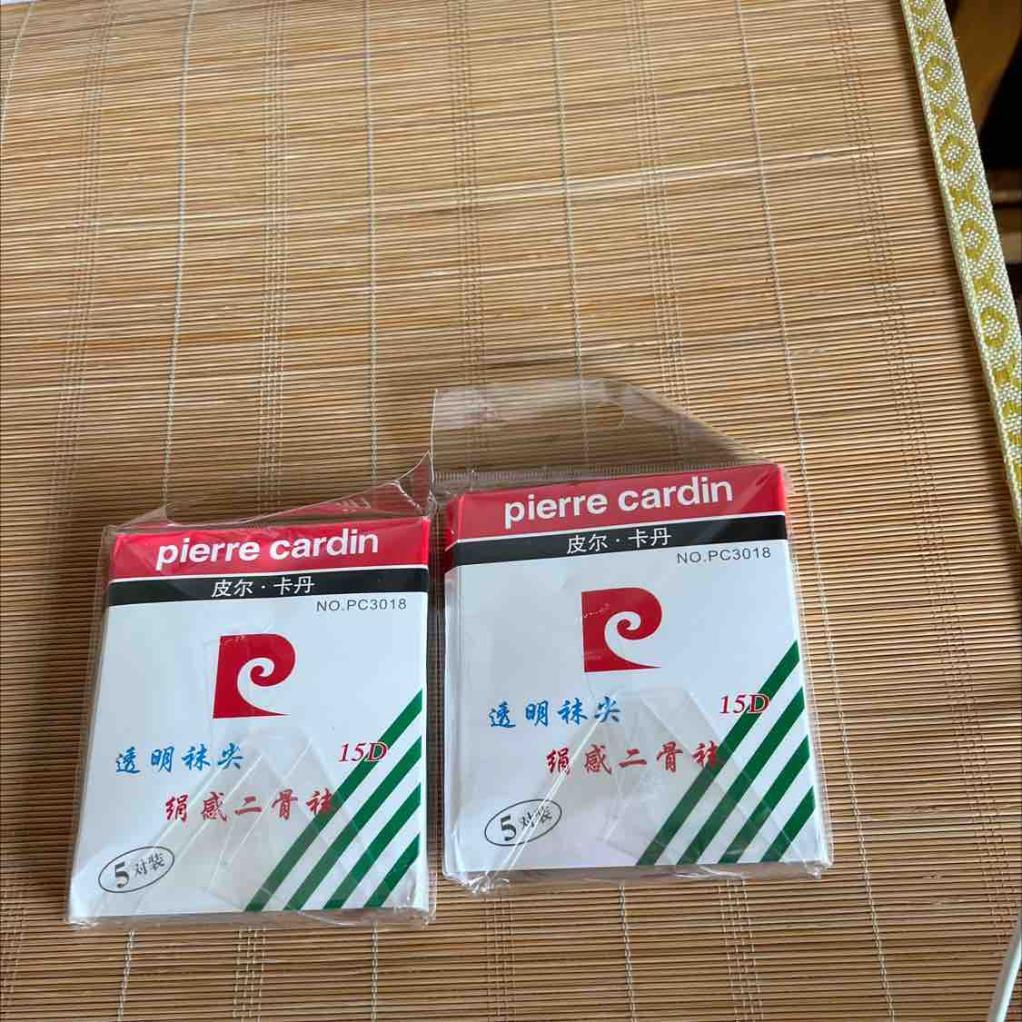 pierre cardin
皮尔·卡丹
NO.PC3018
透明袜尖
15D
绢感二骨袜
5对装
pierre cardin
皮尔·卡丹
NO.PC3018
透明袜尖
15D
绢感二骨袜
5对装